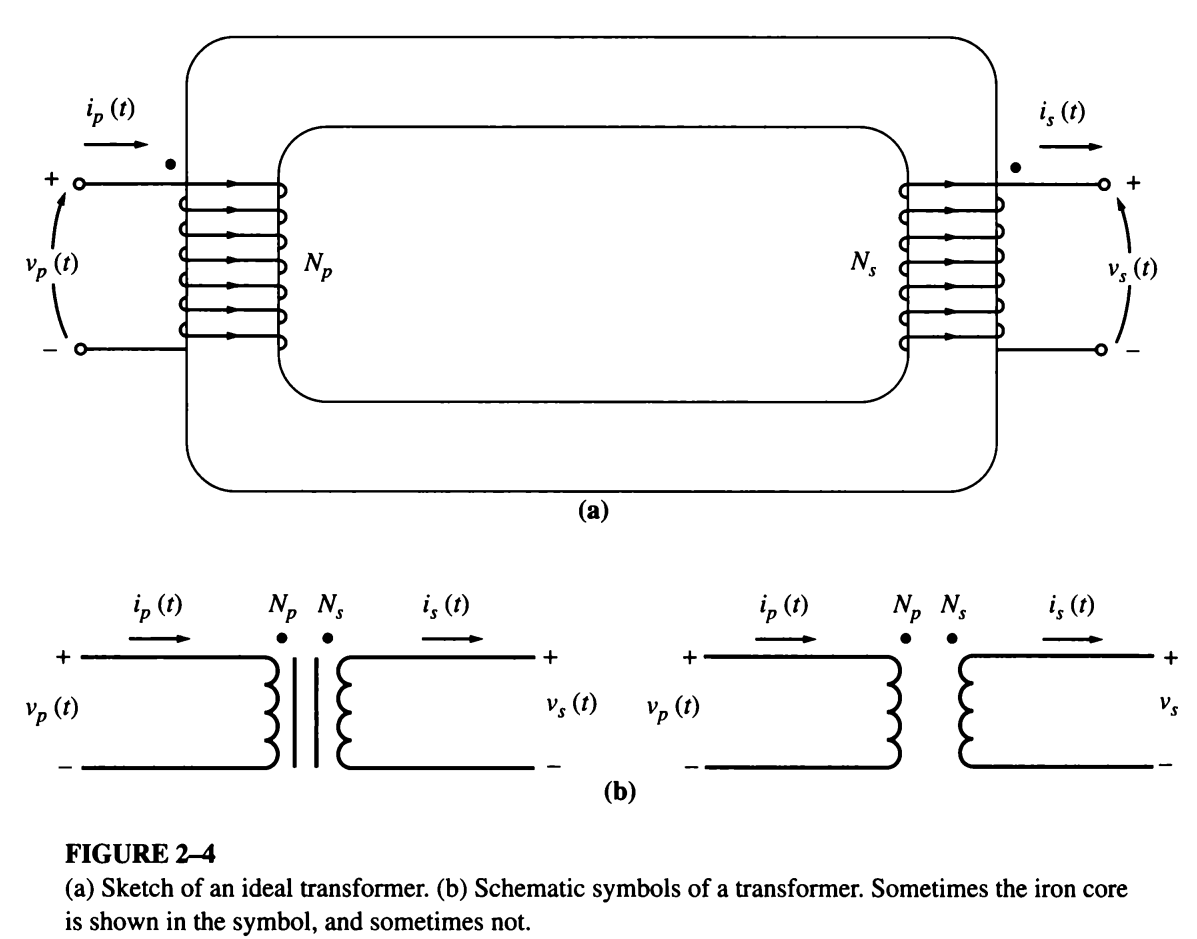 i_p (t)
i_s (t)
+
+
v_p (t)
N_p
N_s
v_s (t)
–
–
(a)
i_p (t) N_p N_s i_s (t)
i_p (t) N_p N_s i_s (t)
+ +
+ +
v_p (t) v_s (t)
v_p (t) v_s
– –
– –
(b)
FIGURE 2–4
(a) Sketch of an ideal transformer. (b) Schematic symbols of a transformer. Sometimes the iron core
is shown in the symbol, and sometimes not.